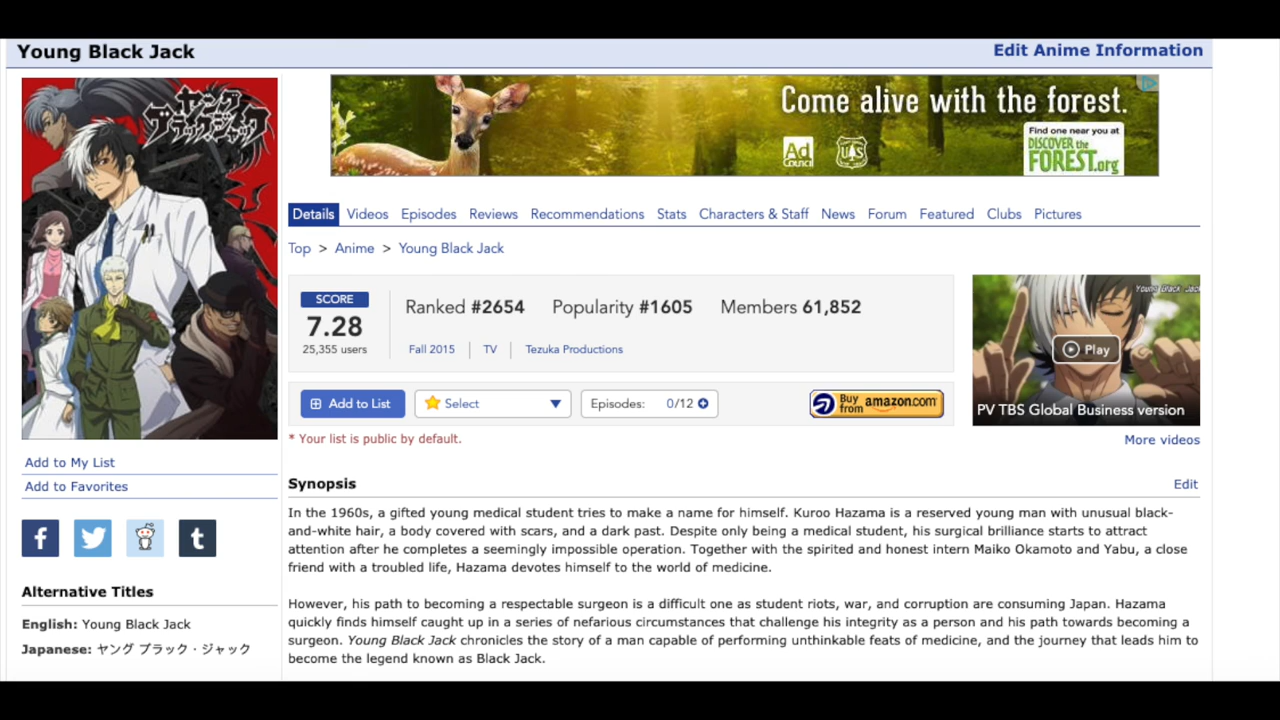 Young Black Jack
Edit Anime Information
ヤング
ブラック・ジャック
Come alive with the forest.
Ad
COUNCIL
U S
Find one near you at
DISCOVER the
FOREST.org
Details Videos Episodes Reviews Recommendations Stats Characters & Staff News Forum Featured Clubs Pictures
Top > Anime > Young Black Jack
SCORE
7.28
25,355 users
Ranked #2654 Popularity #1605 Members 61,852
Fall 2015 TV Tezuka Productions
Young Black Jack
Play
PV TBS Global Business version
Add to List
Select
Episodes: 0/12
Buy from amazon.com
* Your list is public by default.
More videos
Add to My List
Add to Favorites
Synopsis
Edit
In the 1960s, a gifted young medical student tries to make a name for himself. Kuroo Hazama is a reserved young man with unusual black-
and-white hair, a body covered with scars, and a dark past. Despite only being a medical student, his surgical brilliance starts to attract
attention after he completes a seemingly impossible operation. Together with the spirited and honest intern Maiko Okamoto and Yabu, a close
friend with a troubled life, Hazama devotes himself to the world of medicine.
However, his path to becoming a respectable surgeon is a difficult one as student riots, war, and corruption are consuming Japan. Hazama
quickly finds himself caught up in a series of nefarious circumstances that challenge his integrity as a person and his path towards becoming a
surgeon. Young Black Jack chronicles the story of a man capable of performing unthinkable feats of medicine, and the journey that leads him to
become the legend known as Black Jack.
f
t
Alternative Titles
English: Young Black Jack
Japanese: ヤング ブラック・ジャック